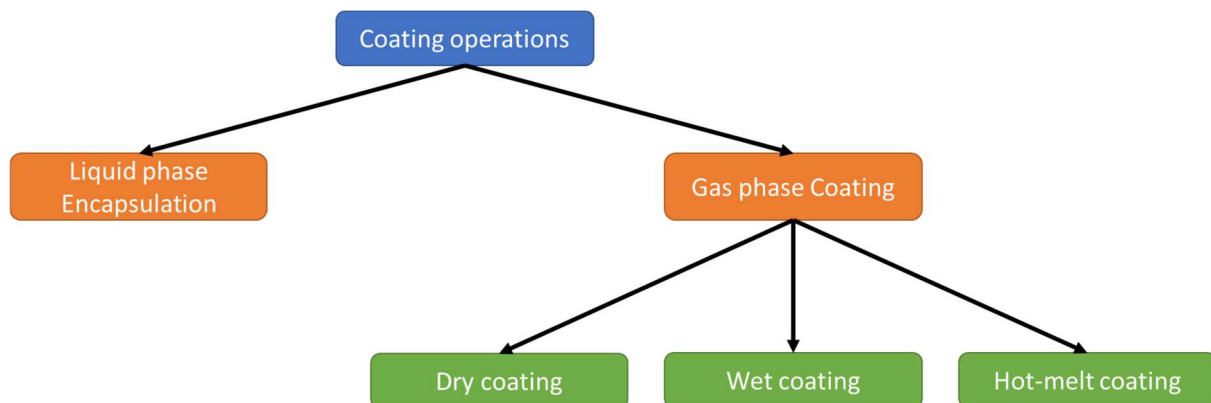 Coating operations
Liquid phase
Encapsulation
Gas phase Coating
Dry coating
Wet coating
Hot-melt coating